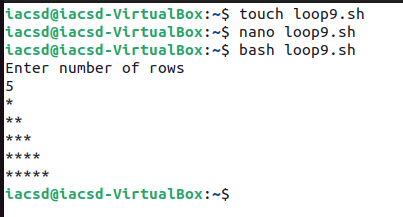 iacsd@iacsd-VirtualBox:~$ touch loop9.sh
iacsd@iacsd-VirtualBox:~$ nano loop9.sh
iacsd@iacsd-VirtualBox:~$ bash loop9.sh
Enter number of rows
5
*
**
***
****
*****
iacsd@iacsd-VirtualBox:~$